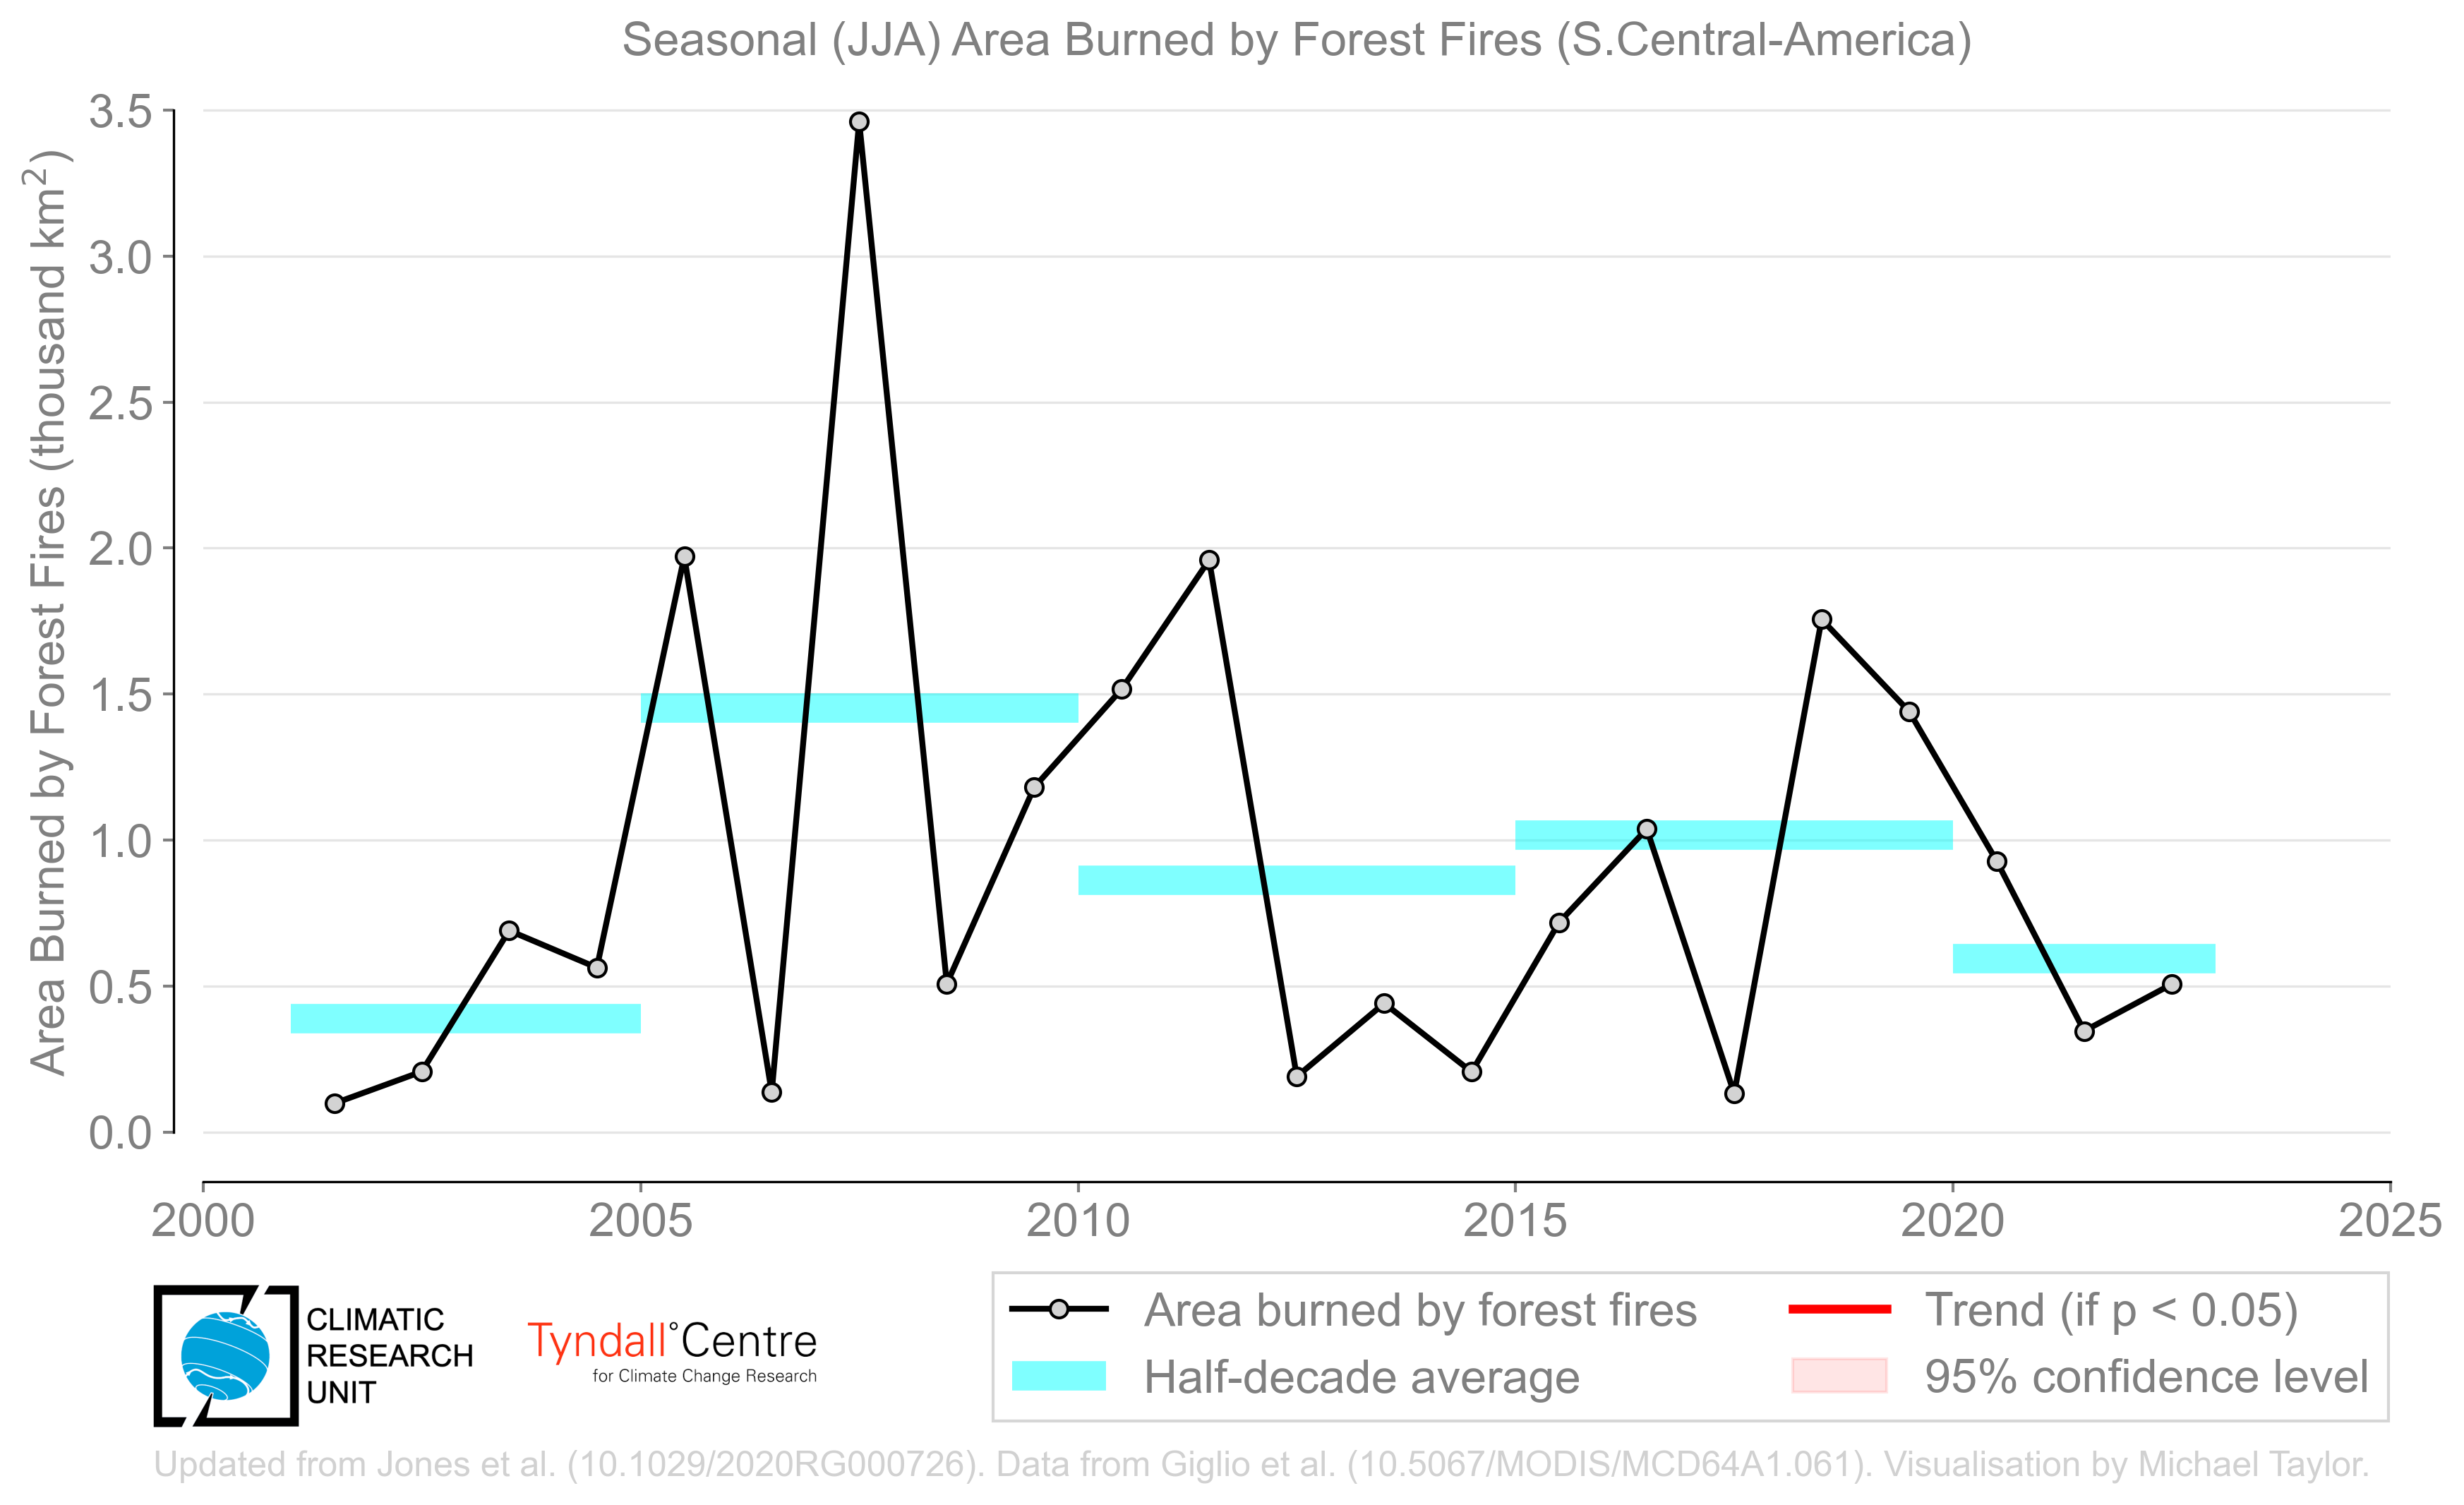 Seasonal (JJA) Area Burned by Forest Fires (S.Central-America)
Area Burned by Forest Fires (thousand km²)
3.5
3.0
2.5
2.0
1.5
1.0
0.5
0.0
2000 2005 2010 2015 2020 2025
CLIMATIC
RESEARCH
UNIT
Tyndall°Centre
for Climate Change Research
Area burned by forest fires
Half-decade average
Trend (if p < 0.05)
95% confidence level
Updated from Jones et al. (10.1029/2020RG000726). Data from Giglio et al. (10.5067/MODIS/MCD64A1.061). Visualisation by Michael Taylor.